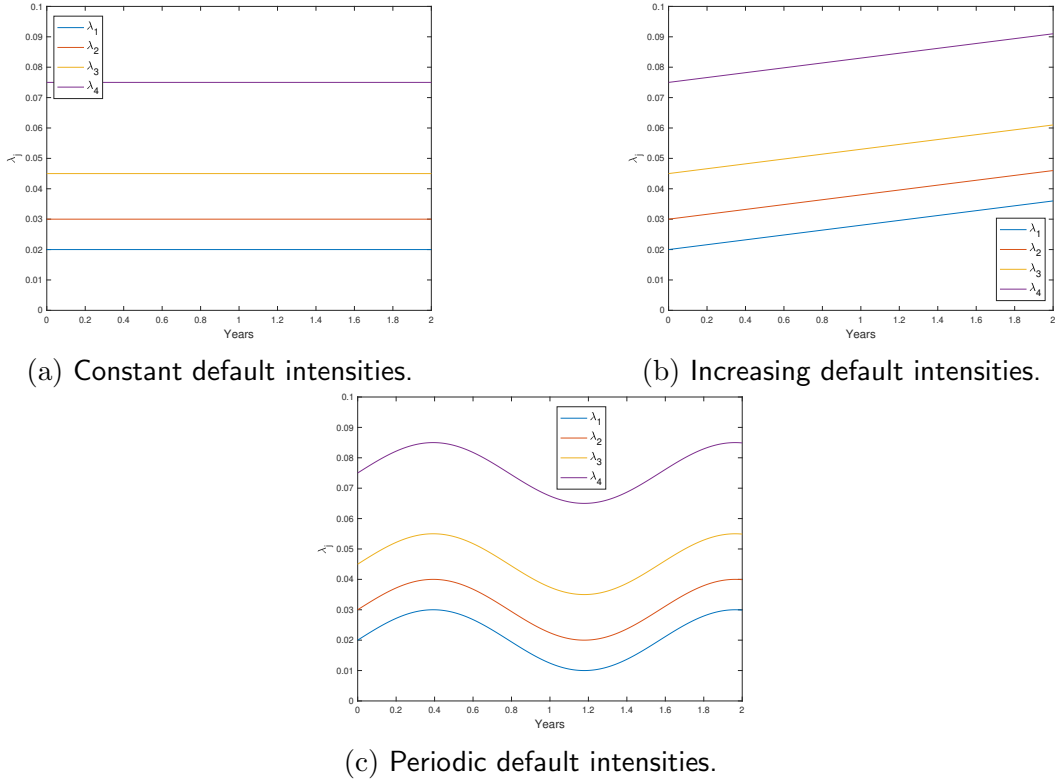 0.1
0.09
0.08
0.07
0.06
0.05
0.04
0.03
0.02
0.01
0
λj
λ1
λ2
λ3
λ4
0 0.2 0.4 0.6 0.8 1 1.2 1.4 1.6 1.8 2
Years
(a) Constant default intensities.
0.1
0.09
0.08
0.07
0.06
0.05
0.04
0.03
0.02
0.01
0
λj
λ1
λ2
λ3
λ4
0 0.2 0.4 0.6 0.8 1 1.2 1.4 1.6 1.8 2
Years
(b) Increasing default intensities.
0.1
0.09
0.08
0.07
0.06
0.05
0.04
0.03
0.02
0.01
0
λj
λ1
λ2
λ3
λ4
0 0.2 0.4 0.6 0.8 1 1.2 1.4 1.6 1.8 2
Years
(c) Periodic default intensities.